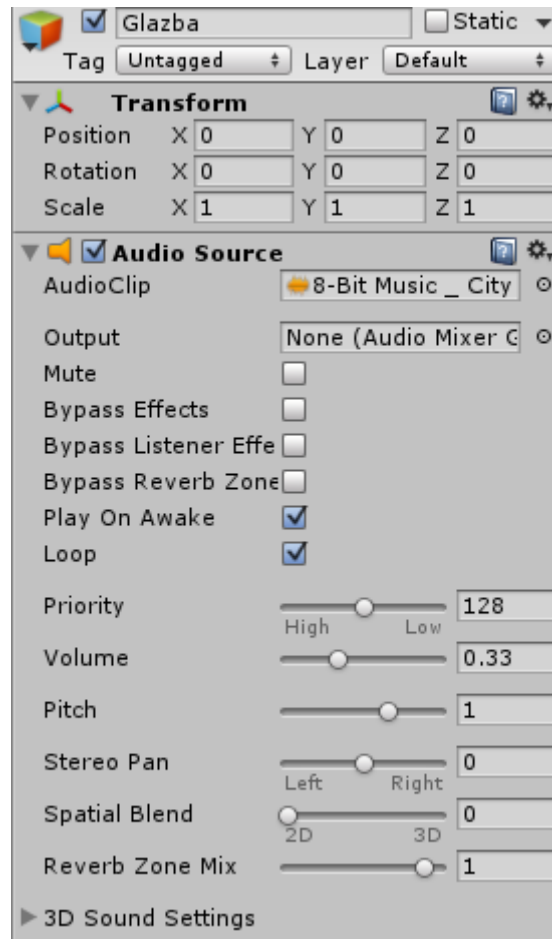 Glazba Static
Tag Untagged Layer Default
Transform
Position X 0 Y 0 Z 0
Rotation X 0 Y 0 Z 0
Scale X 1 Y 1 Z 1
Audio Source
AudioClip 8-Bit Music _ City
Output None (Audio Mixer G
Mute
Bypass Effects
Bypass Listener Effe
Bypass Reverb Zone
Play On Awake
Loop
Priority 128
High Low
Volume 0.33
Pitch 1
Stereo Pan 0
Left Right
Spatial Blend 0
2D 3D
Reverb Zone Mix 1
3D Sound Settings